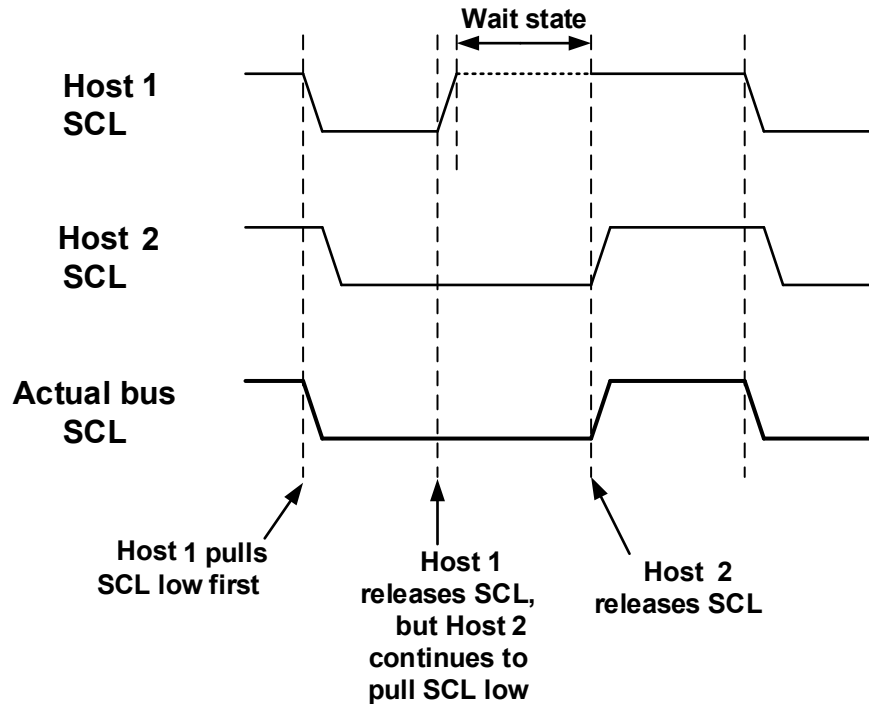 Wait state
Host 1
SCL
Host 2
SCL
Actual bus
SCL
Host 1 pulls
SCL low first
Host 1
releases SCL,
but Host 2
continues to
pull SCL low
Host 2
releases SCL